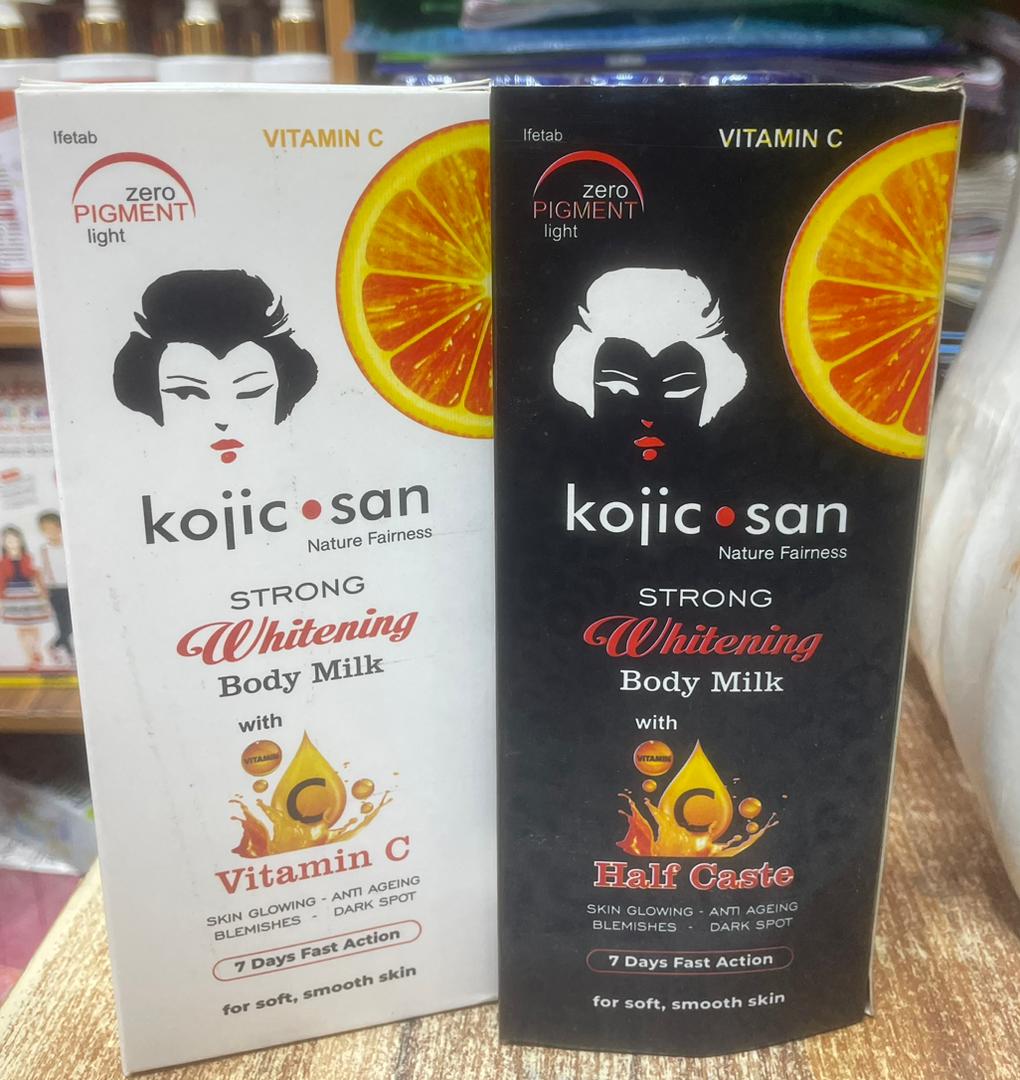 Ifetab
VITAMIN C
zero
PIGMENT
light
kojic • san
Nature Fairness
STRONG
Whitening
Body Milk
with
VITAMIN
C
Vitamin C
SKIN GLOWING - ANTI AGEING
BLEMISHES - DARK SPOT
7 Days Fast Action
for soft, smooth skin
Ifetab
VITAMIN C
zero
PIGMENT
light
kojic • san
Nature Fairness
STRONG
Whitening
Body Milk
with
VITAMIN
C
Half Caste
SKIN GLOWING - ANTI AGEING
BLEMISHES - DARK SPOT
7 Days Fast Action
for soft, smooth skin